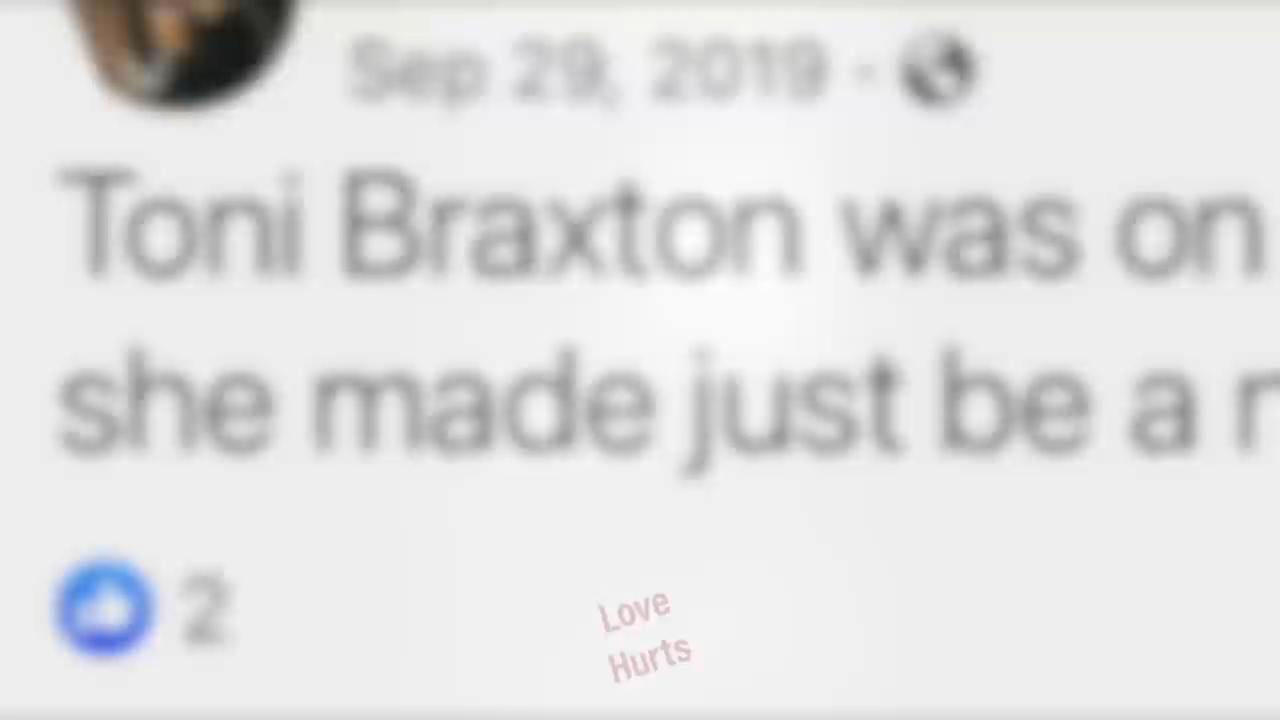 Sep 29, 2019 ·
Toni Braxton was on
she made just be a
2
Love
Hurts